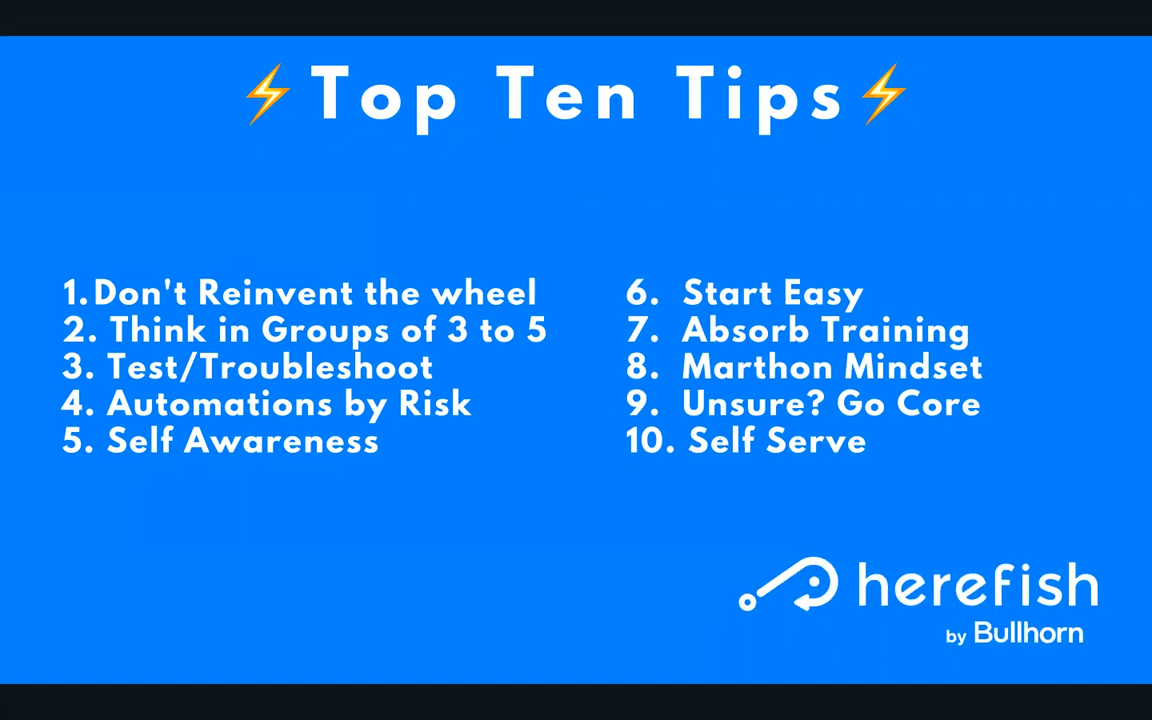 ⚡Top Ten Tips⚡
1. Don't Reinvent the wheel
2. Think in Groups of 3 to 5
3. Test/Troubleshoot
4. Automations by Risk
5. Self Awareness
6. Start Easy
7. Absorb Training
8. Marthon Mindset
9. Unsure? Go Core
10. Self Serve
herefish
by Bullhorn